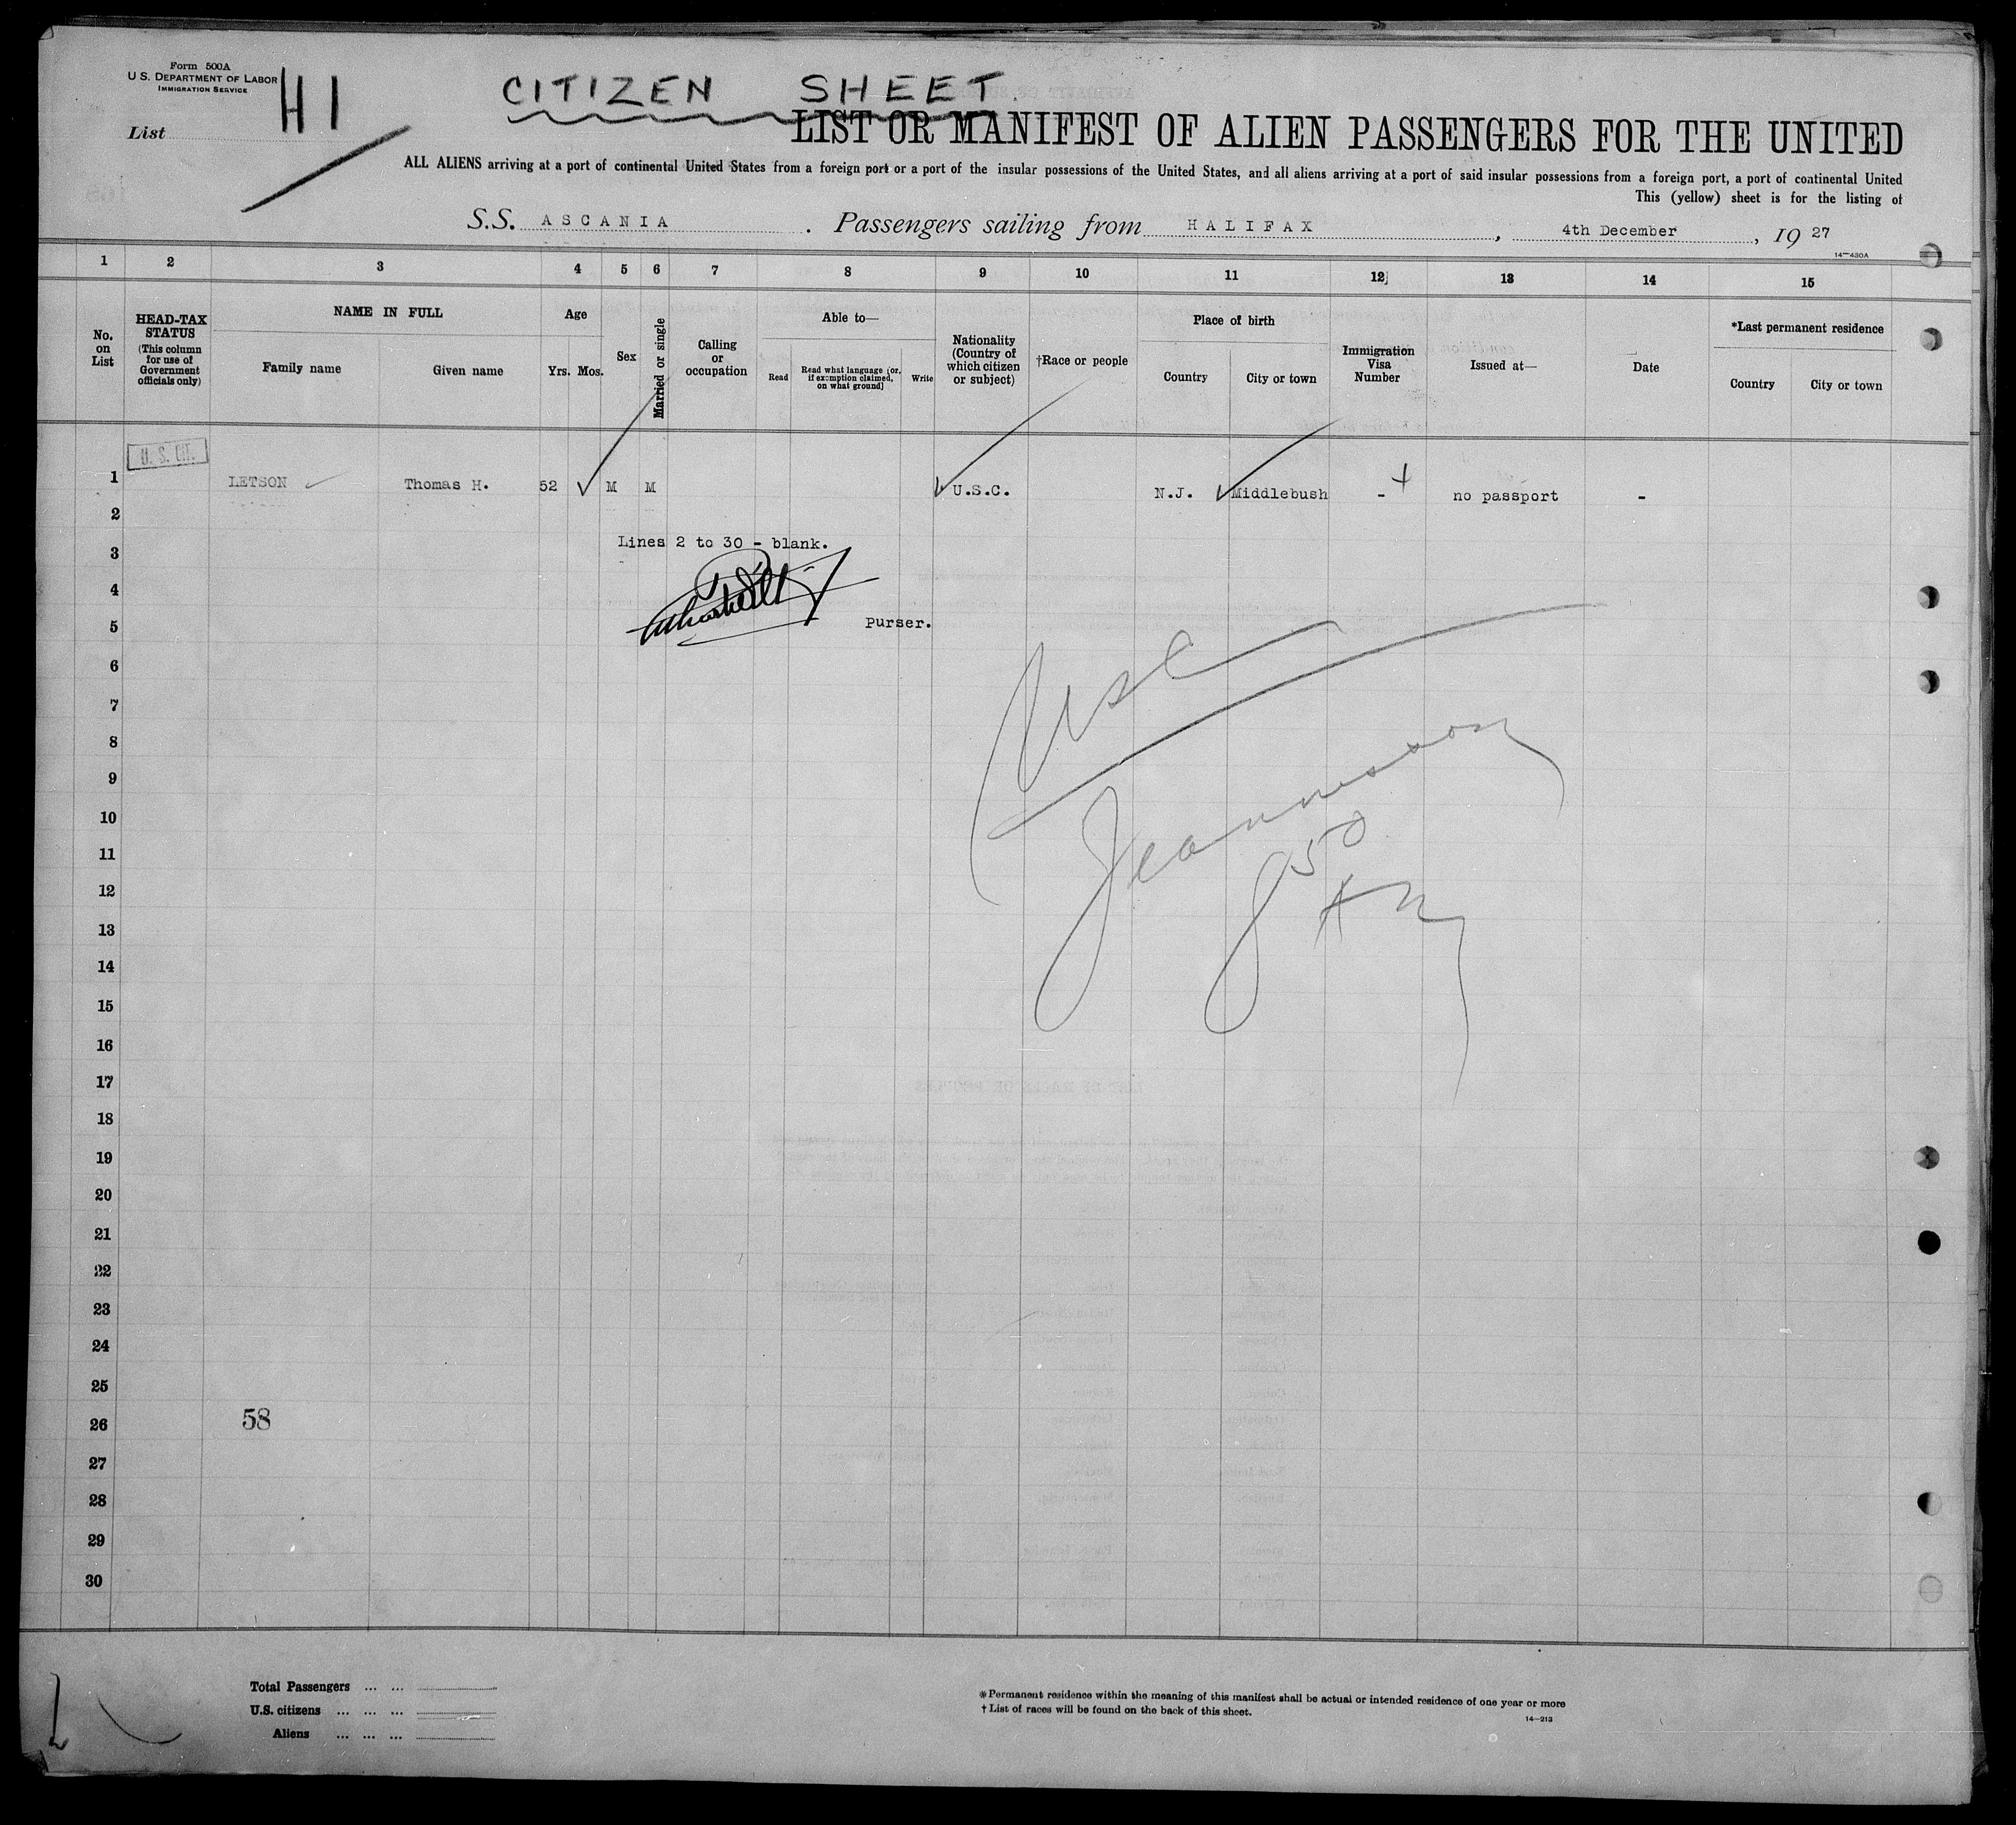 Form 500A
U.S. DEPARTMENT OF LABOR
IMMIGRATION SERVICE
List H1
CITIZEN SHEET
LIST OR MANIFEST OF ALIEN PASSENGERS FOR THE UNITED
ALL ALIENS arriving at a port of continental United States from a foreign port or a port of the insular possessions of the United States, and all aliens arriving at a port of said insular possessions from a foreign port, a port of continental United
This (yellow) sheet is for the listing of
S.S. ASCANIA. Passengers sailing from HALIFAX, 4th December, 19 27
14—430A
1 2 3 4 5 6 7 8 9 10 11 12 13 14 15
No. on List
HEAD-TAX STATUS
(This column for use of Government officials only)
NAME IN FULL
Family name Given name
Age
Yrs. Mos.
Sex
Married or single
Calling or occupation
Able to—
Read Read what language (or, if exemption claimed, on what ground) Write
Nationality (Country of which citizen or subject)
†Race or people
Place of birth
Country City or town
Immigration Visa Number
Issued at—
Date
*Last permanent residence
Country City or town
U. S. CIT.
1 LETSON Thomas H. 52 M M U.S.C. N.J. Middlebush - no passport -
2
Lines 2 to 30 - blank.
3
4
5 Purser.
usc
6
7
8
9
10
11
12
13
14
15
16
17
18
19
20
21
22
23
24
25
26 58
27
28
29
30
Total Passengers ... ...
U.S. citizens ... ... ...
Aliens ... ... ...
*Permanent residence within the meaning of this manifest shall be actual or intended residence of one year or more
† List of races will be found on the back of this sheet.
14—213